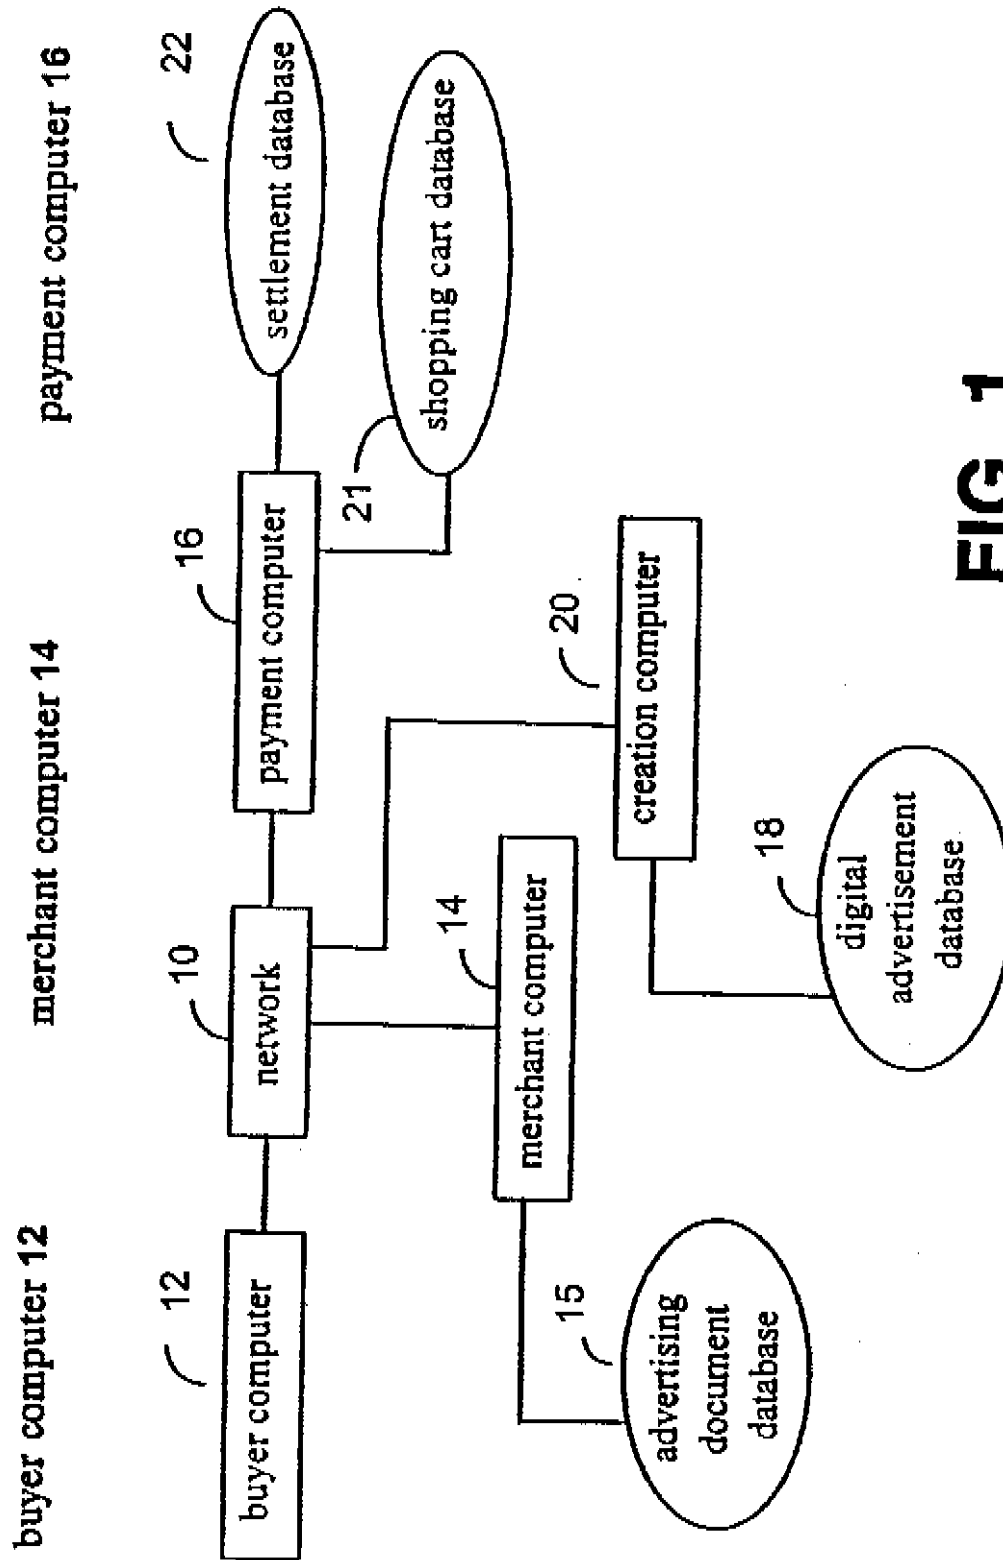 buyer computer 12
merchant computer 14
payment computer 16
12
10
16
22
buyer computer
network
payment computer
settlement database
21
shopping cart database
14
merchant computer
20
creation computer
15
advertising
document
database
18
digital
advertisement
database
FIG 1